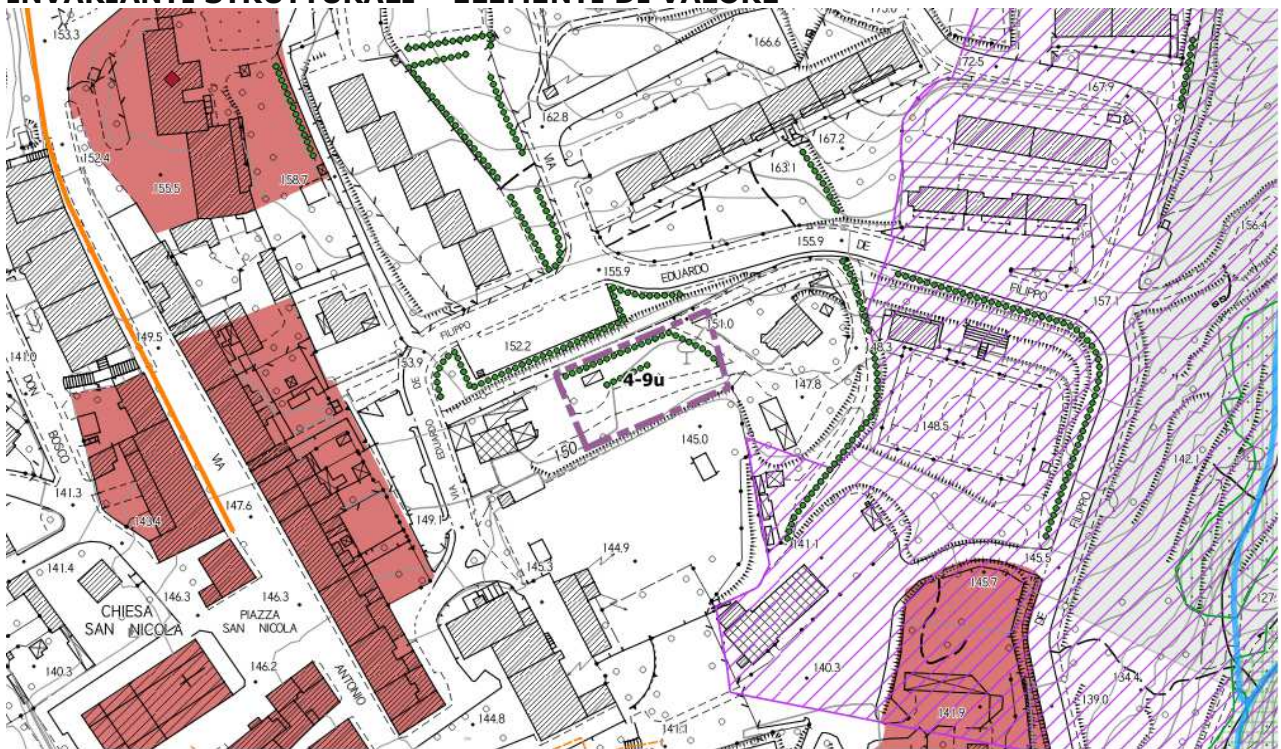 INVARIANTE STRUTTURALE – ELEMENTE DE VALORE
153.3
166.6
172.5
167.9
162.8
167.2
163.1
152.4
155.5
158.7
VIA
156.4
155.9
DE
155.9
EDUARDO
FILIPPO
157.1
149.5
FILIPPO
151.0
141.0
152.2
148.3
153.9
DON
4-9u
147.8
DE
BOSCO
EDUARDO
148.5
VIA
150
145.0
142.1
141.3
VIA
147.6
143.4
149.1
FILIPPO
144.9
141.1
145.5
141.4
145.3
146.3
146.3
145.7
CHIESA
SAN NICOLA
PIAZZA
SAN NICOLA
127
DE
140.3
146.2
ANTONIO
140.3
134.4
139.0
141.9
144.8
141.1